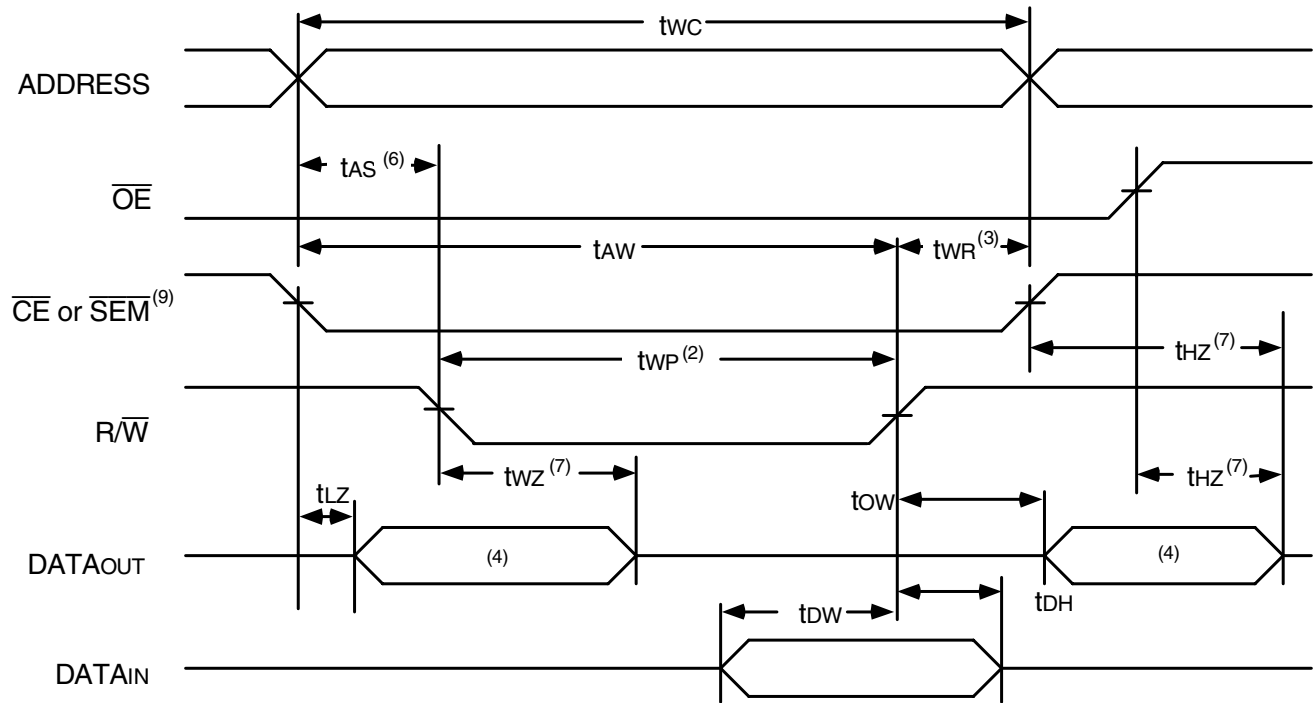 tWC
ADDRESS
tAS (6)
OE
tAW
tWR (3)
CE or SEM (9)
tWP (2)
tHZ (7)
R/W
tWZ (7)
tHZ (7)
tLZ
tOW
DATAOUT
(4)
(4)
tDW
tDH
DATAIN